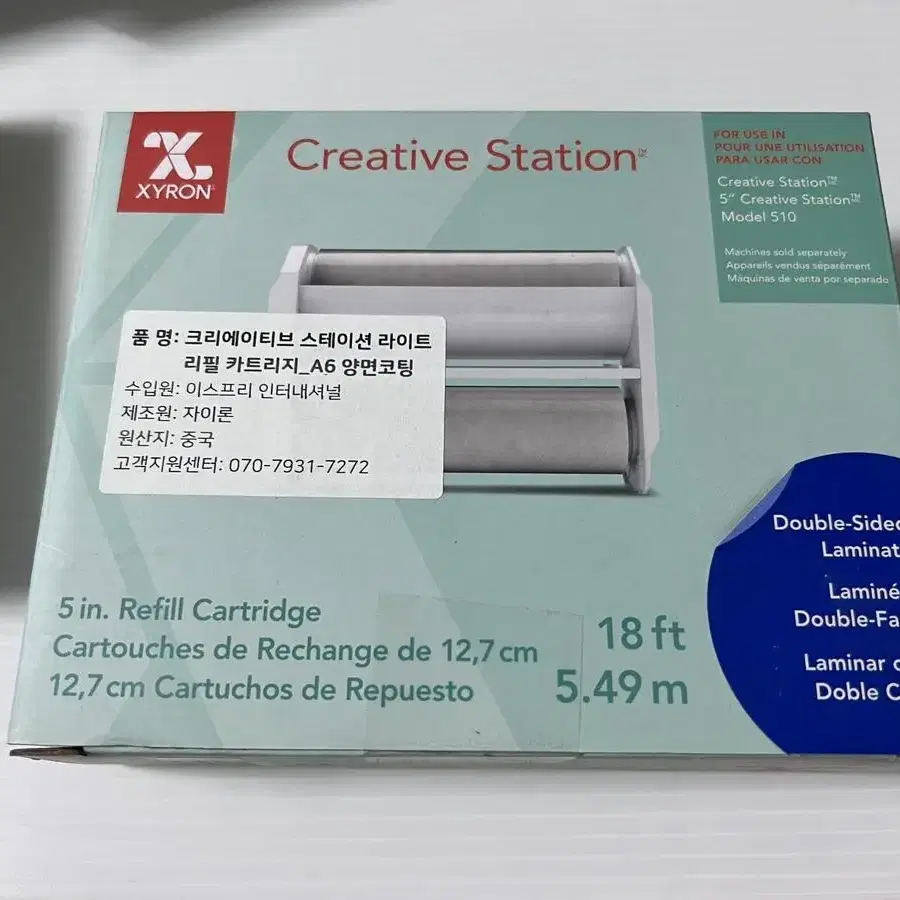 XYRON
Creative Station™
FOR USE IN
POUR UNE UTILISATION
PARA USAR CON
Creative Station™
5" Creative Station™
Model 510
Machines sold separately
Appareils vendus séparément
Máquinas de venta por separado
품 명: 크리에이티브 스테이션 라이트
리필 카트리지_A6 양면코팅
수입원: 이스프리 인터내셔널
제조원: 자이론
원산지: 중국
고객지원센터: 070-7931-7272
5 in. Refill Cartridge
Cartouches de Rechange de 12,7 cm
12,7 cm Cartuchos de Repuesto
18 ft
5.49 m
Double-Sided
Laminat
Laminé
Double-Fa
Laminar
Doble C